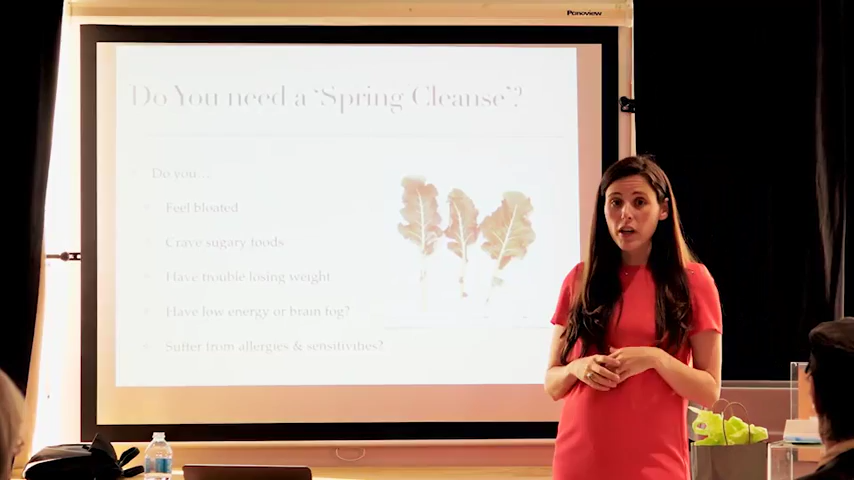 Panoview
Do You need a 'Spring Cleanse'?
Do you…
Feel bloated
Crave sugary foods
Have trouble losing weight
Have low energy or brain fog?
Suffer from allergies & sensitivities?